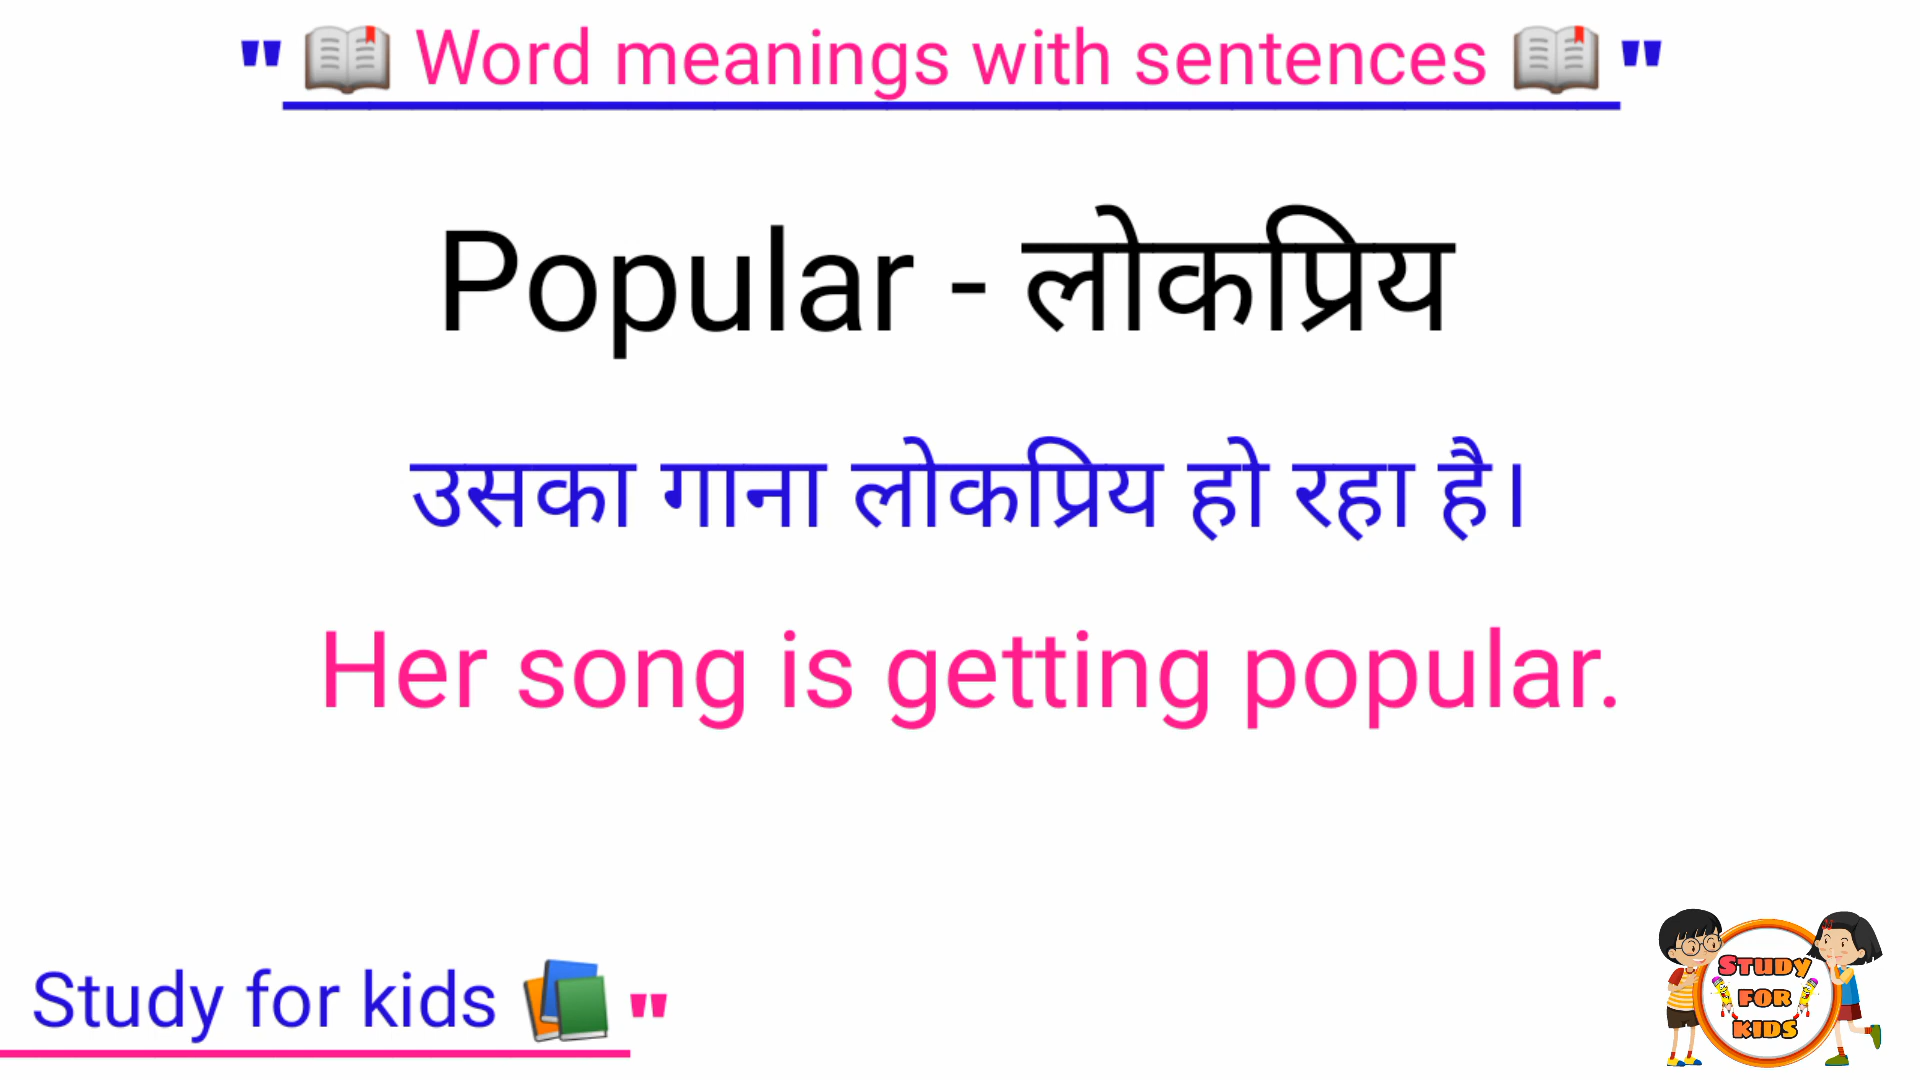 " 📖 Word meanings with sentences 📖 "
Popular - लोकप्रिय
उसका गाना लोकप्रिय हो रहा है।
Her song is getting popular.
Study for kids 📚 "
STUDY
FOR
KIDS